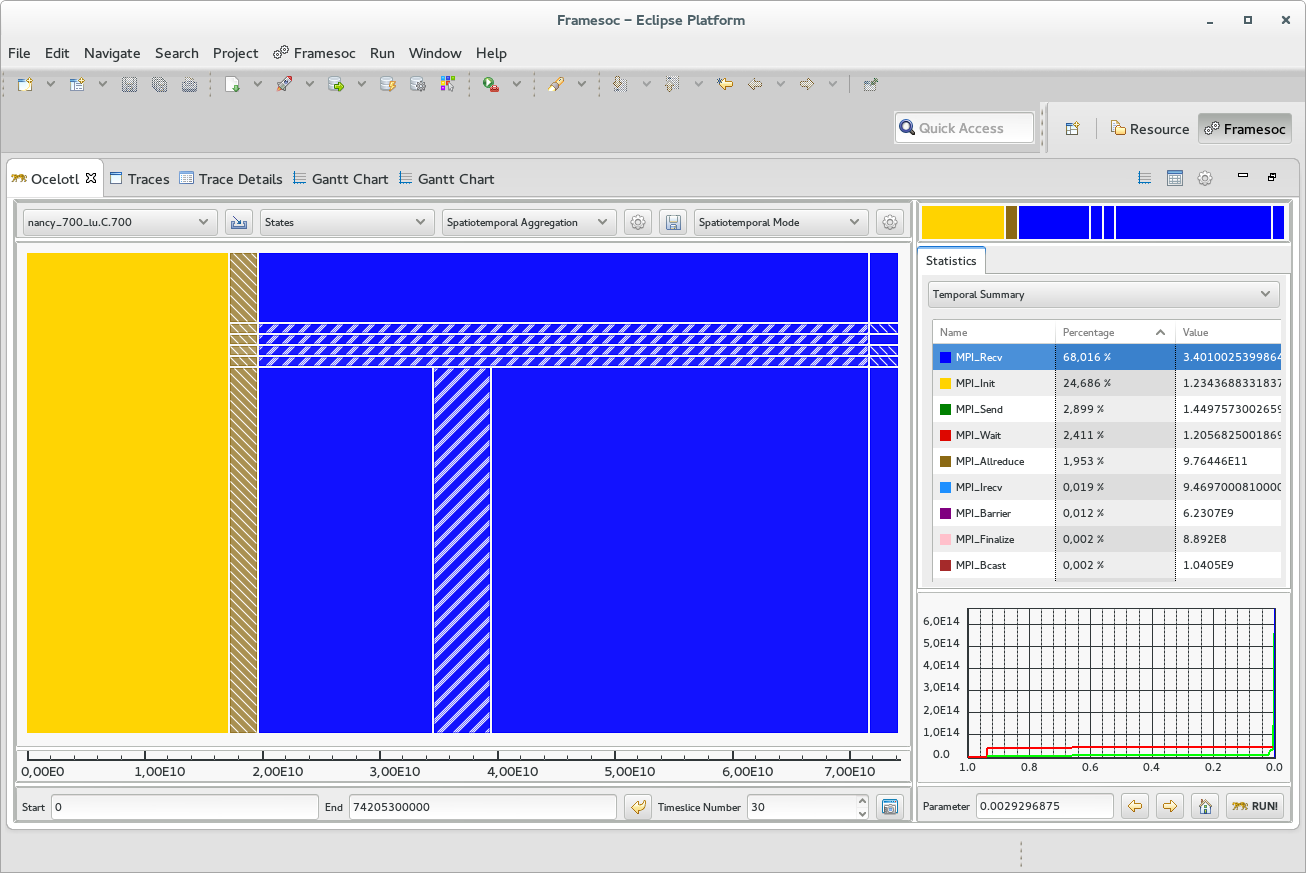 Framesoc – Eclipse Platform
File Edit Navigate Search Project Framesoc Run Window Help
Quick Access Resource Framesoc
Ocelotl Traces Trace Details Gantt Chart Gantt Chart
nancy_700_lu.C.700 States Spatiotemporal Aggregation Spatiotemporal Mode
Statistics
Temporal Summary
Name Percentage Value
MPI_Recv 68,016 % 3.4010025399864
MPI_Init 24,686 % 1.2343688331837
MPI_Send 2,899 % 1.4497573002659
MPI_Wait 2,411 % 1.2056825001869
MPI_Allreduce 1,953 % 9.76446E11
MPI_Irecv 0,019 % 9.4697000810000
MPI_Barrier 0,012 % 6.2307E9
MPI_Finalize 0,002 % 8.892E8
MPI_Bcast 0,002 % 1.0405E9
6,0E14
5,0E14
4,0E14
3,0E14
2,0E14
1,0E14
0.0
1.0 0.8 0.6 0.4 0.2 0.0
0,00E0 1,00E10 2,00E10 3,00E10 4,00E10 5,00E10 6,00E10 7,00E10
Start 0 End 74205300000 Timeslice Number 30
Parameter 0.0029296875 RUN!